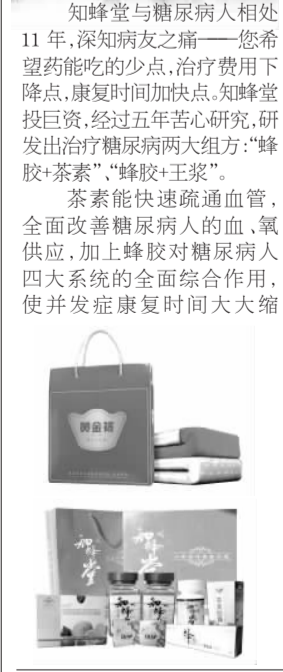 知蜂堂与糖尿病人相处
11 年,深知病友之痛——您希
望药能吃的少点,治疗费用下
降点,康复时间加快点。知蜂堂
投巨资,经过五年苦心研究,研
发出治疗糖尿病两大组方:“蜂
胶+茶素”、“蜂胶+王浆”。
茶素能快速疏通血管,
全面改善糖尿病人的血、氧
供应,加上蜂胶对糖尿病人
四大系统的全面综合作用,
使并发症康复时间大大缩
知蜂堂
知蜂堂
知蜂堂